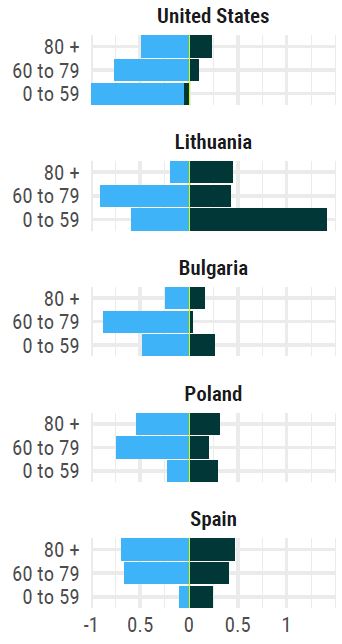 United States
80 +
60 to 79
0 to 59
Lithuania
80 +
60 to 79
0 to 59
Bulgaria
80 +
60 to 79
0 to 59
Poland
80 +
60 to 79
0 to 59
Spain
80 +
60 to 79
0 to 59
-1 0.5 0 0.5 1